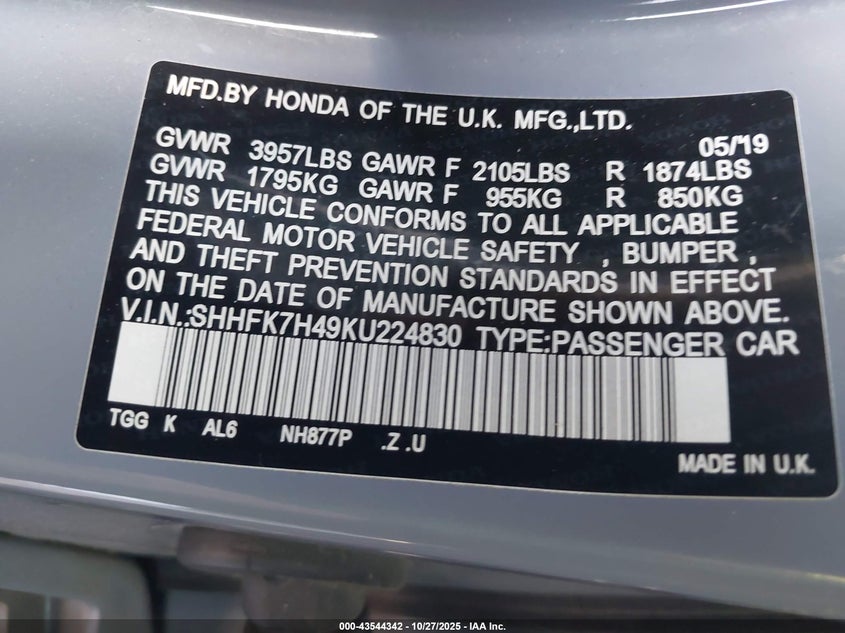 MFD.BY HONDA OF THE U.K. MFG.,LTD.
05/'19
GVWR 3957LBS GAWR F 2105LBS R 1874LBS
GVWR 1795KG GAWR F 955KG R 850KG
THIS VEHICLE CONFORMS TO ALL APPLICABLE
FEDERAL MOTOR VEHICLE SAFETY , BUMPER ,
AND THEFT PREVENTION STANDARDS IN EFFECT
ON THE DATE OF MANUFACTURE SHOWN ABOVE.
V.I.N.:SHHFK7H49KU224830 TYPE:PASSENGER CAR
TGG K AL6 NH877P .Z .U
MADE IN U.K.
000-43544342 | 10/27/2025 | IAA Inc.